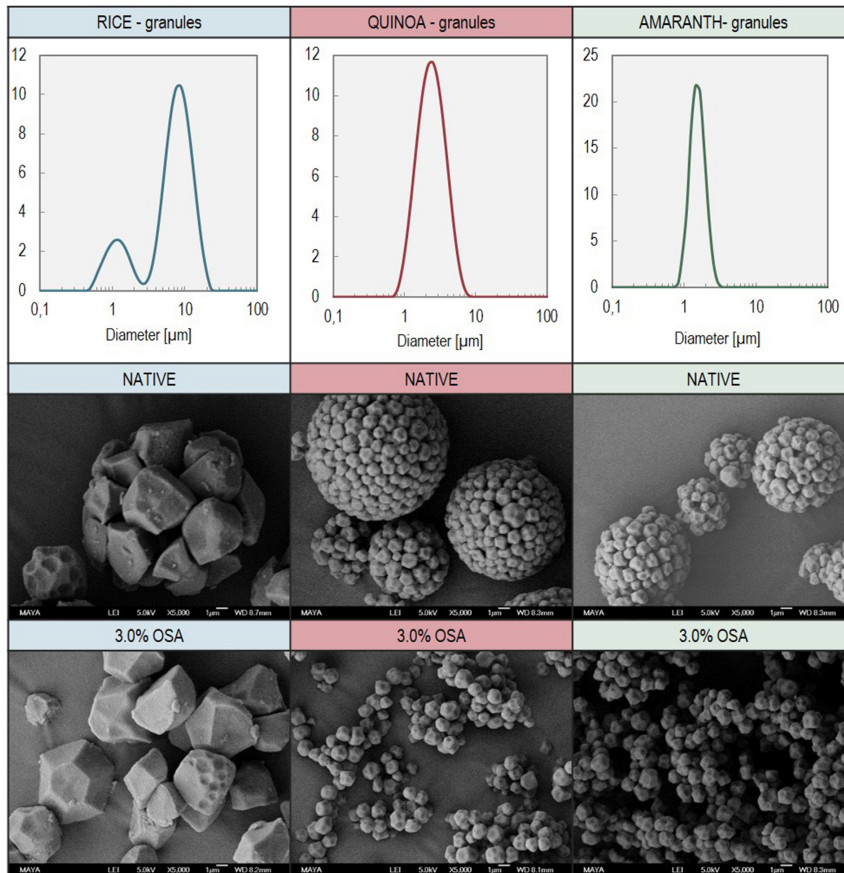 RICE - granules
QUINOA - granules
AMARANTH- granules
12
10
8
6
4
2
0
0,1
1
10
100
Diameter [µm]
12
10
8
6
4
2
0
0,1
1
10
100
Diameter [µm]
25
20
15
10
5
0
0,1
1
10
100
Diameter [µm]
NATIVE
NATIVE
NATIVE
MAYA LEI 5.0kV X5,000 1µm WD 8.7mm
MAYA LEI 5.0kV X5,000 1µm WD 8.3mm
MAYA LEI 5.0kV X5,000 1µm WD 8.3mm
3.0% OSA
3.0% OSA
3.0% OSA
MAYA LEI 5.0kV X5,000 1µm WD 8.2mm
MAYA LEI 5.0kV X5,000 1µm WD 8.1mm
MAYA LEI 5.0kV X5,000 1µm WD 8.3mm